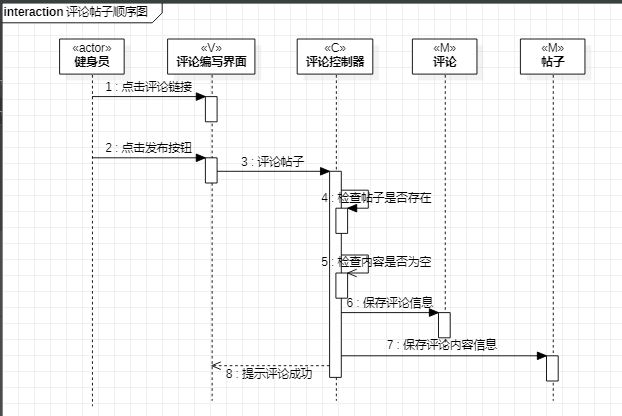 interaction 评论帖子顺序图
«actor» «V» «C» «M» «M»
健身员 评论编写界面 评论控制器 评论 帖子
1 : 点击评论链接
2 : 点击发布按钮
3 : 评论帖子
4 : 检查帖子是否存在
5 : 检查内容是否为空
6 : 保存评论信息
7 : 保存评论内容信息
8 : 提示评论成功